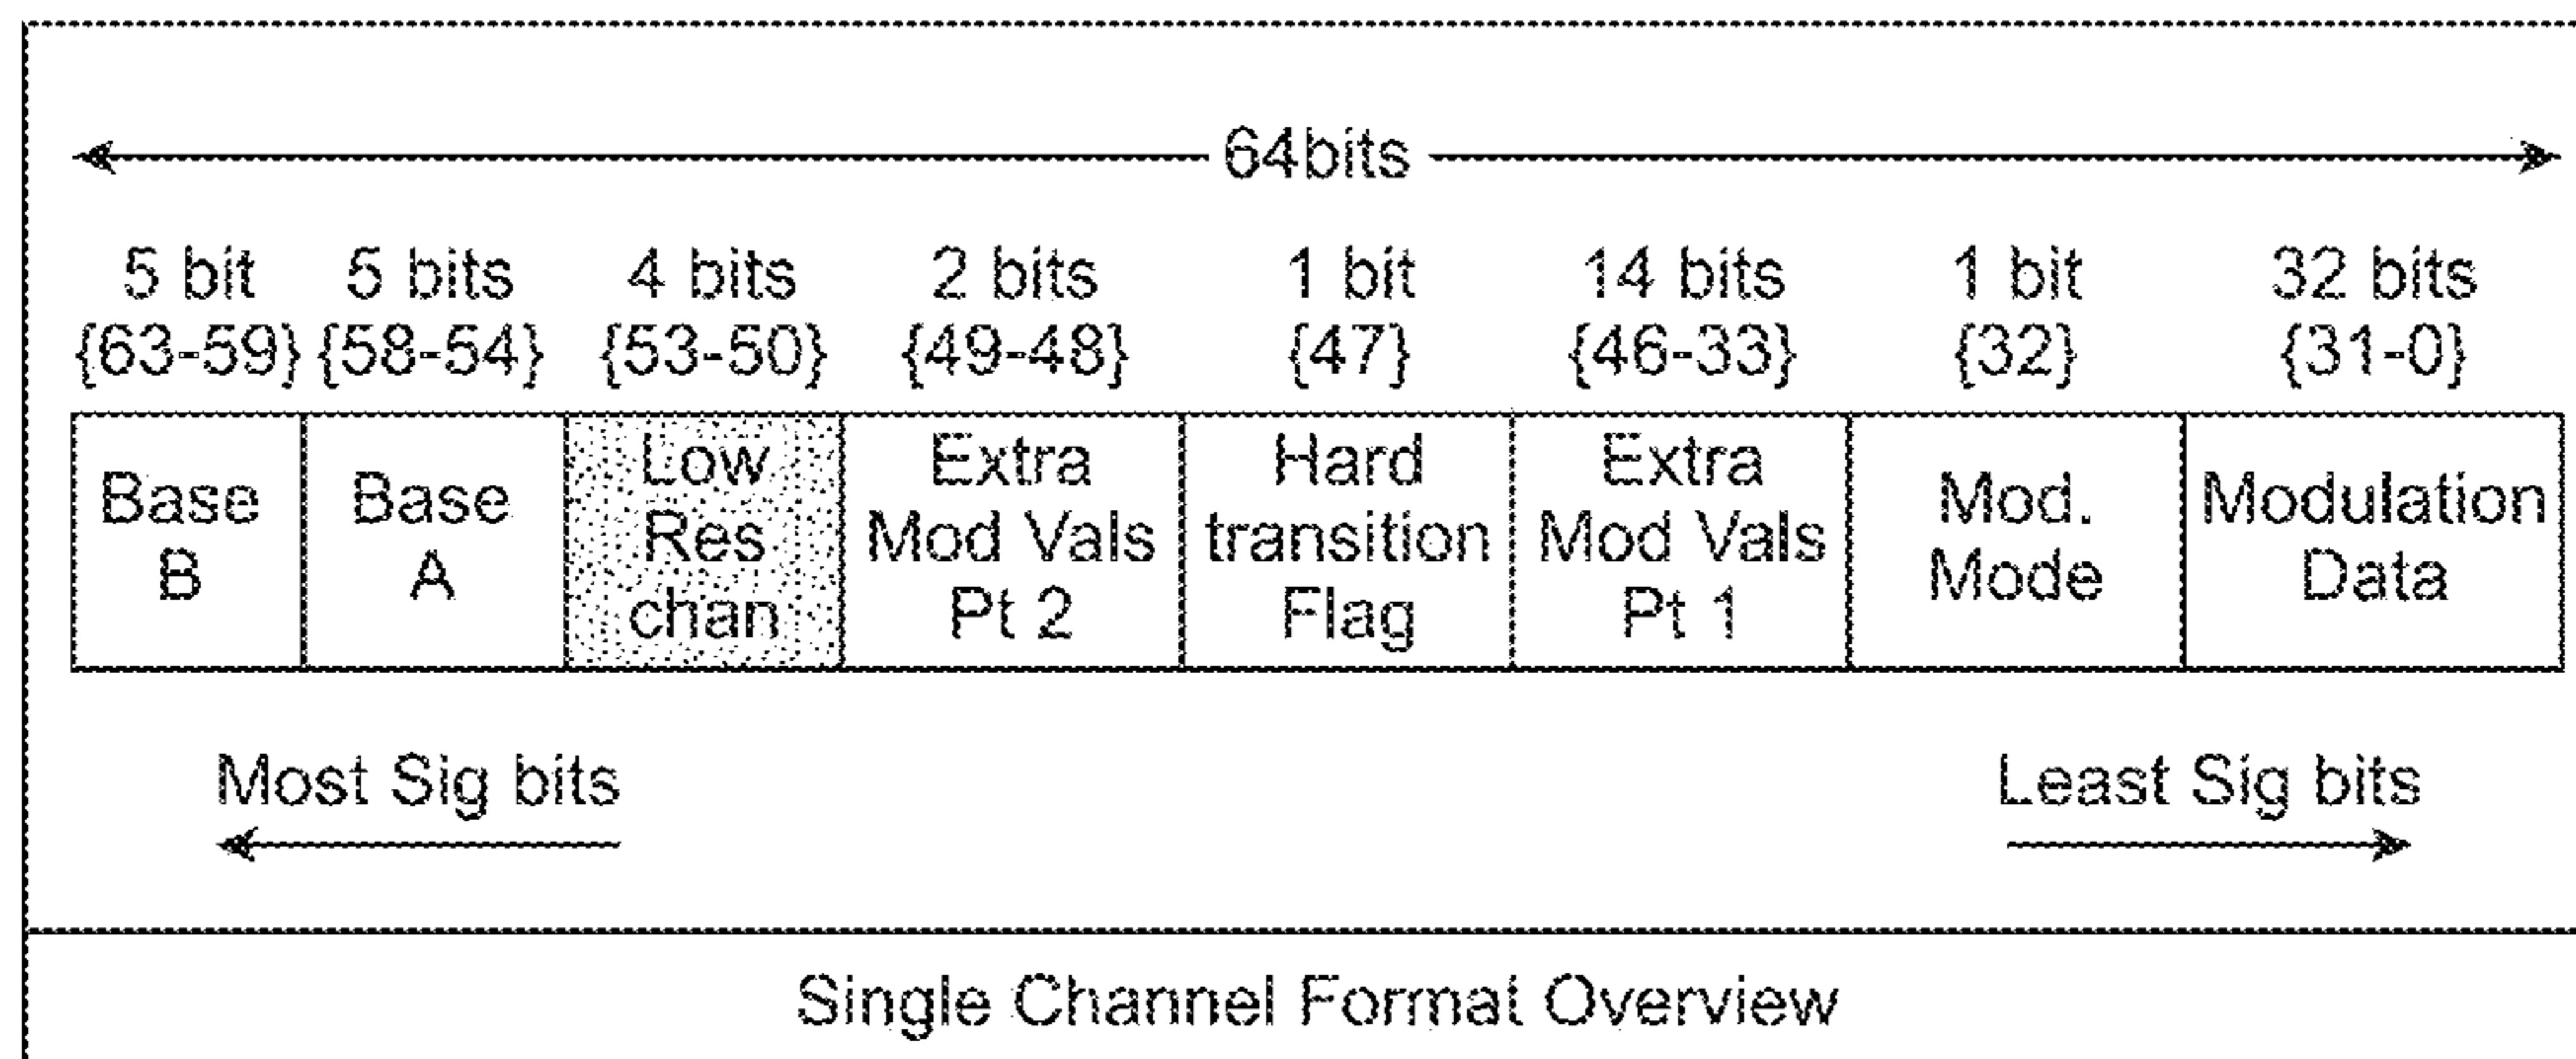 64bits
5 bit 5 bits 4 bits 2 bits 1 bit 14 bits 1 bit 32 bits
{63-59} {58-54} {53-50} {49-48} {47} {46-33} {32} {31-0}
Base
B
Base
A
Low
Res
chan
Extra
Mod Vals
Pt 2
Hard
transition
Flag
Extra
Mod Vals
Pt 1
Mod.
Mode
Modulation
Data
Most Sig bits
Least Sig bits
Single Channel Format Overview